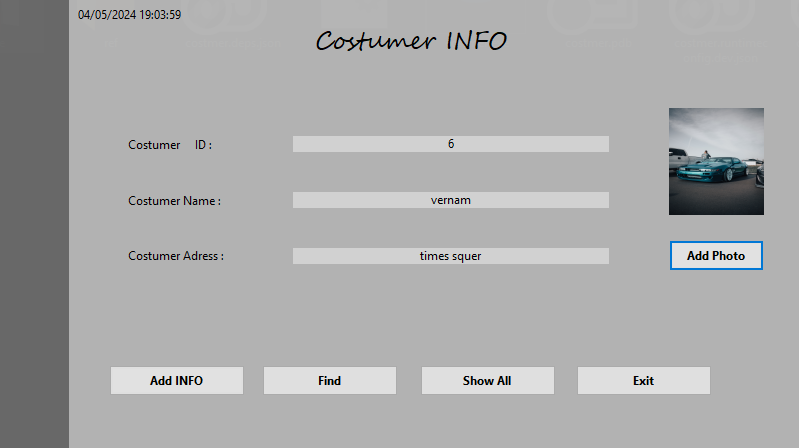 04/05/2024 19:03:59
Costumer INFO
Costumer ID : 6
Costumer Name : vernam
Costumer Adress : times squer
Add Photo
Add INFO Find Show All Exit